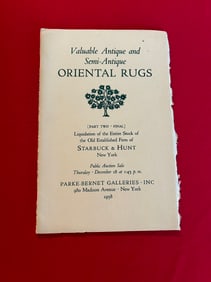 Valuable Antique and
Semi-Antique
ORIENTAL RUGS
[PART TWO · FINAL]
Liquidation of the Entire Stock of
the Old Established Firm of
STARBUCK & HUNT
New York
Public Auction Sale
Thursday · December 18 at 1:45 p. m.
PARKE-BERNET GALLERIES · INC
980 Madison Avenue · New York
1958